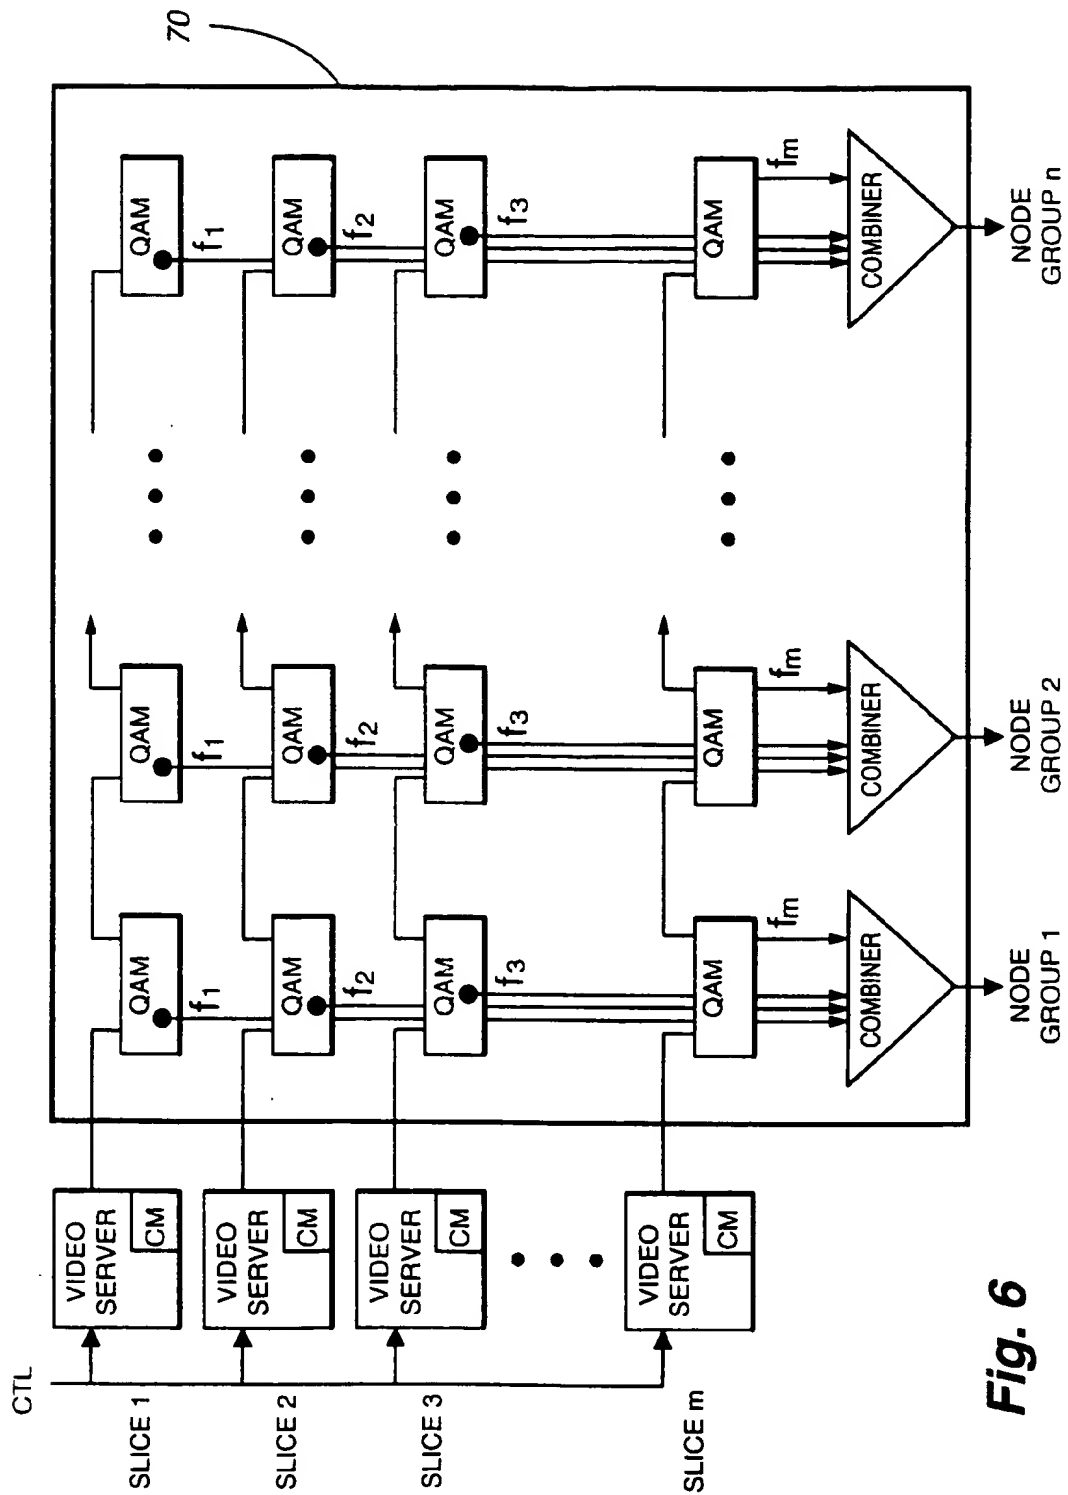 CTL
SLICE 1
VIDEO
SERVER
CM
QAM
f1
QAM
f1
QAM
f1
70
SLICE 2
VIDEO
SERVER
CM
QAM
f2
QAM
f2
QAM
f2
SLICE 3
VIDEO
SERVER
CM
QAM
f3
QAM
f3
QAM
f3
SLICE m
VIDEO
SERVER
CM
QAM
fm
QAM
fm
QAM
fm
COMBINER
COMBINER
COMBINER
NODE
GROUP 1
NODE
GROUP 2
NODE
GROUP n
Fig. 6